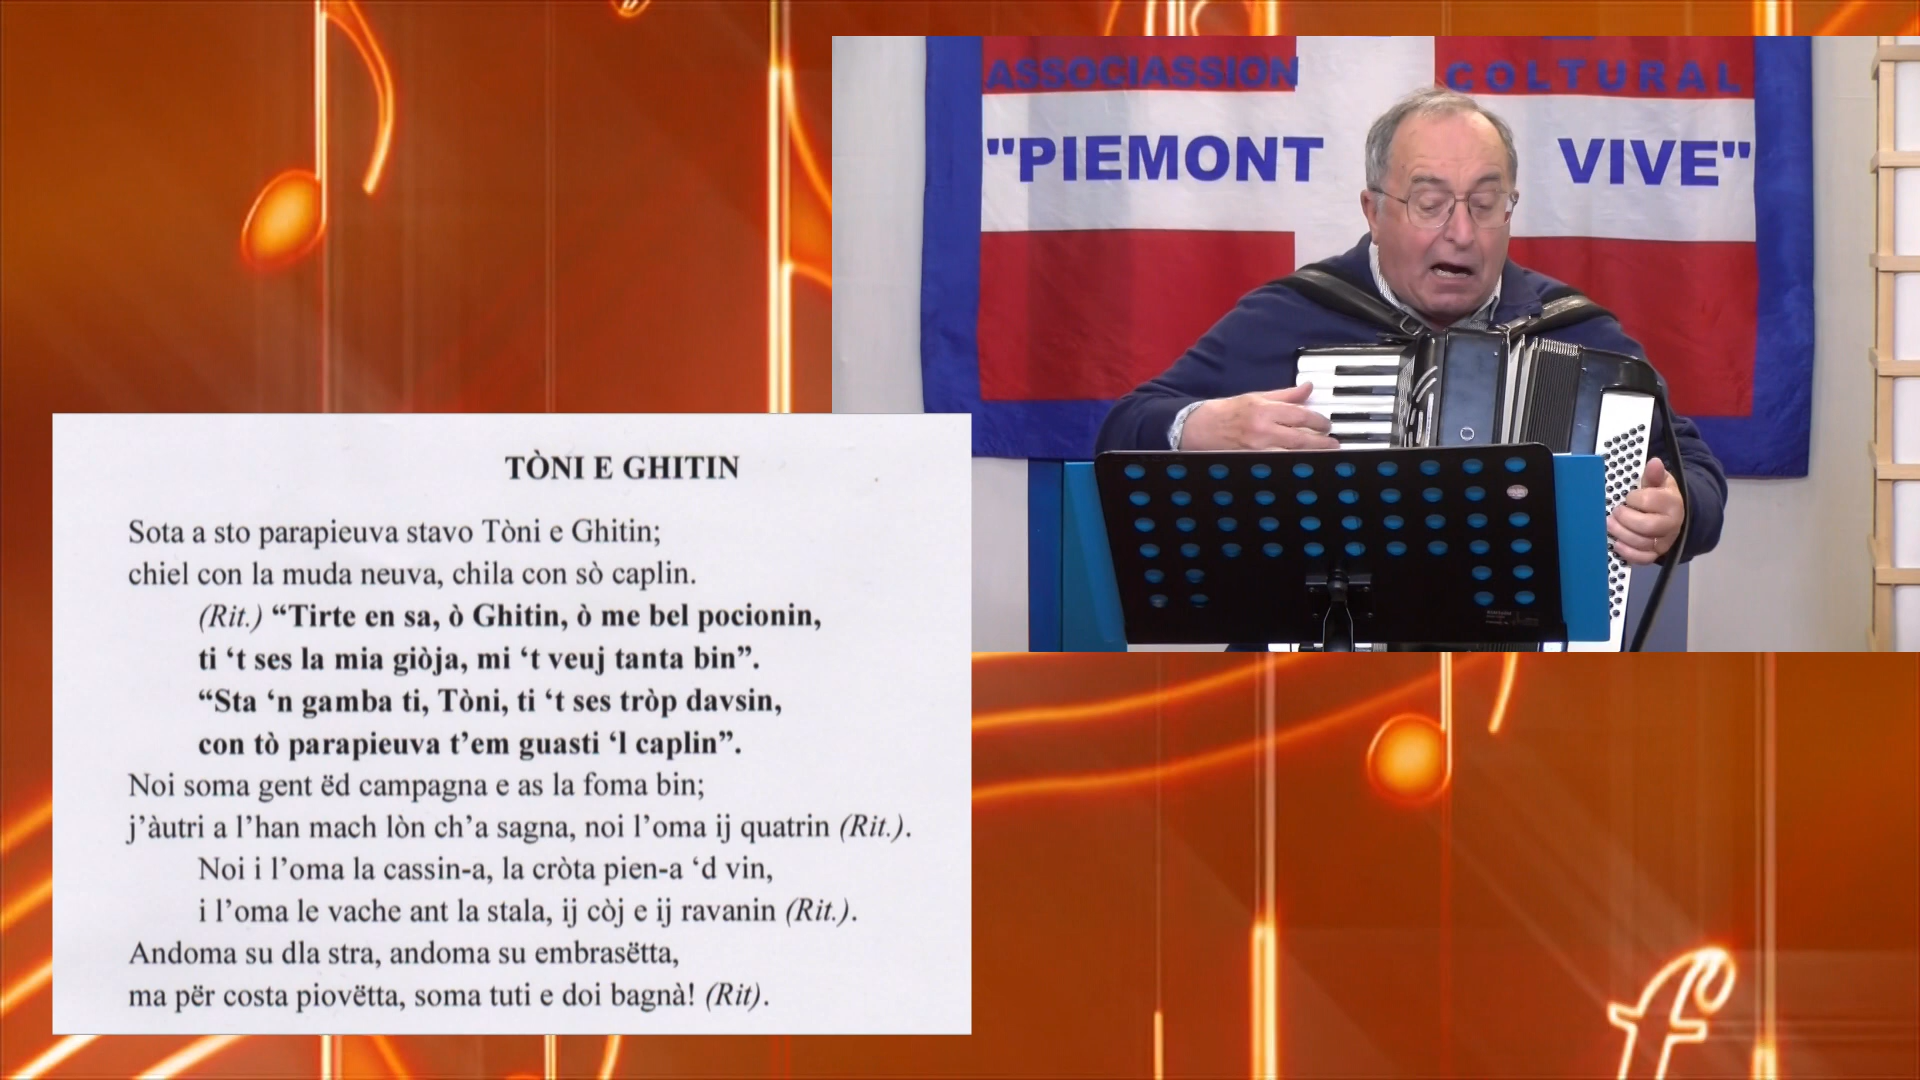 ASSOCIASSION COLTURAL
"PIEMONT VIVE"
TÒNI E GHITIN
Sota a sto parapieuva stavo Tòni e Ghitin;
chiel con la muda neuva, chila con sò caplin.
(Rit.) “Tirte en sa, ò Ghitin, ò me bel pocionin,
ti ‘t ses la mia giòja, mi ‘t veuj tanta bin”.
“Sta ‘n gamba ti, Tòni, ti ‘t ses tròp davsin,
con tò parapieuva t’em guasti ‘l caplin”.
Noi soma gent ëd campagna e as la foma bin;
j’àutri a l’han mach lòn ch’a sagna, noi l’oma ij quatrin (Rit.).
Noi i l’oma la cassin-a, la cròta pien-a ‘d vin,
i l’oma le vache ant la stala, ij còj e ij ravanin (Rit.).
Andoma su dla stra, andoma su embrasëtta,
ma për costa piovëtta, soma tuti e doi bagnà! (Rit).